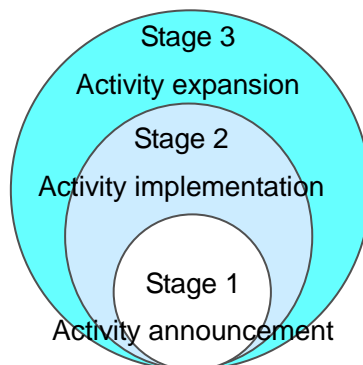 Stage 3
Activity expansion
Stage 2
Activity implementation
Stage 1
Activity announcement